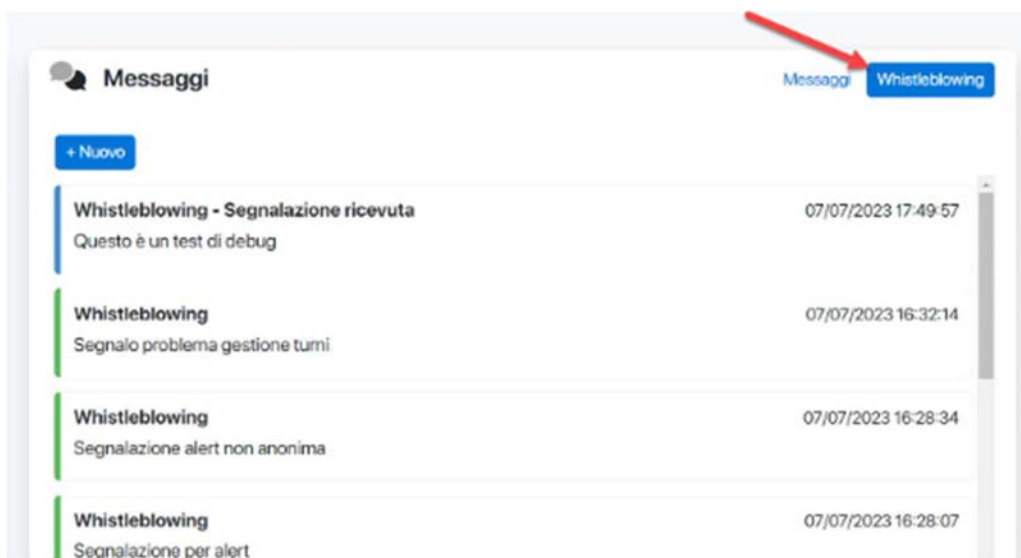 Messaggi
Messaggi Whistleblowing
+ Nuovo
Whistleblowing - Segnalazione ricevuta 07/07/2023 17:49:57
Questo è un test di debug
Whistleblowing 07/07/2023 16:32:14
Segnalo problema gestione turni
Whistleblowing 07/07/2023 16:28:34
Segnalazione alert non anonima
Whistleblowing 07/07/2023 16:28:07
Segnalazione per alert